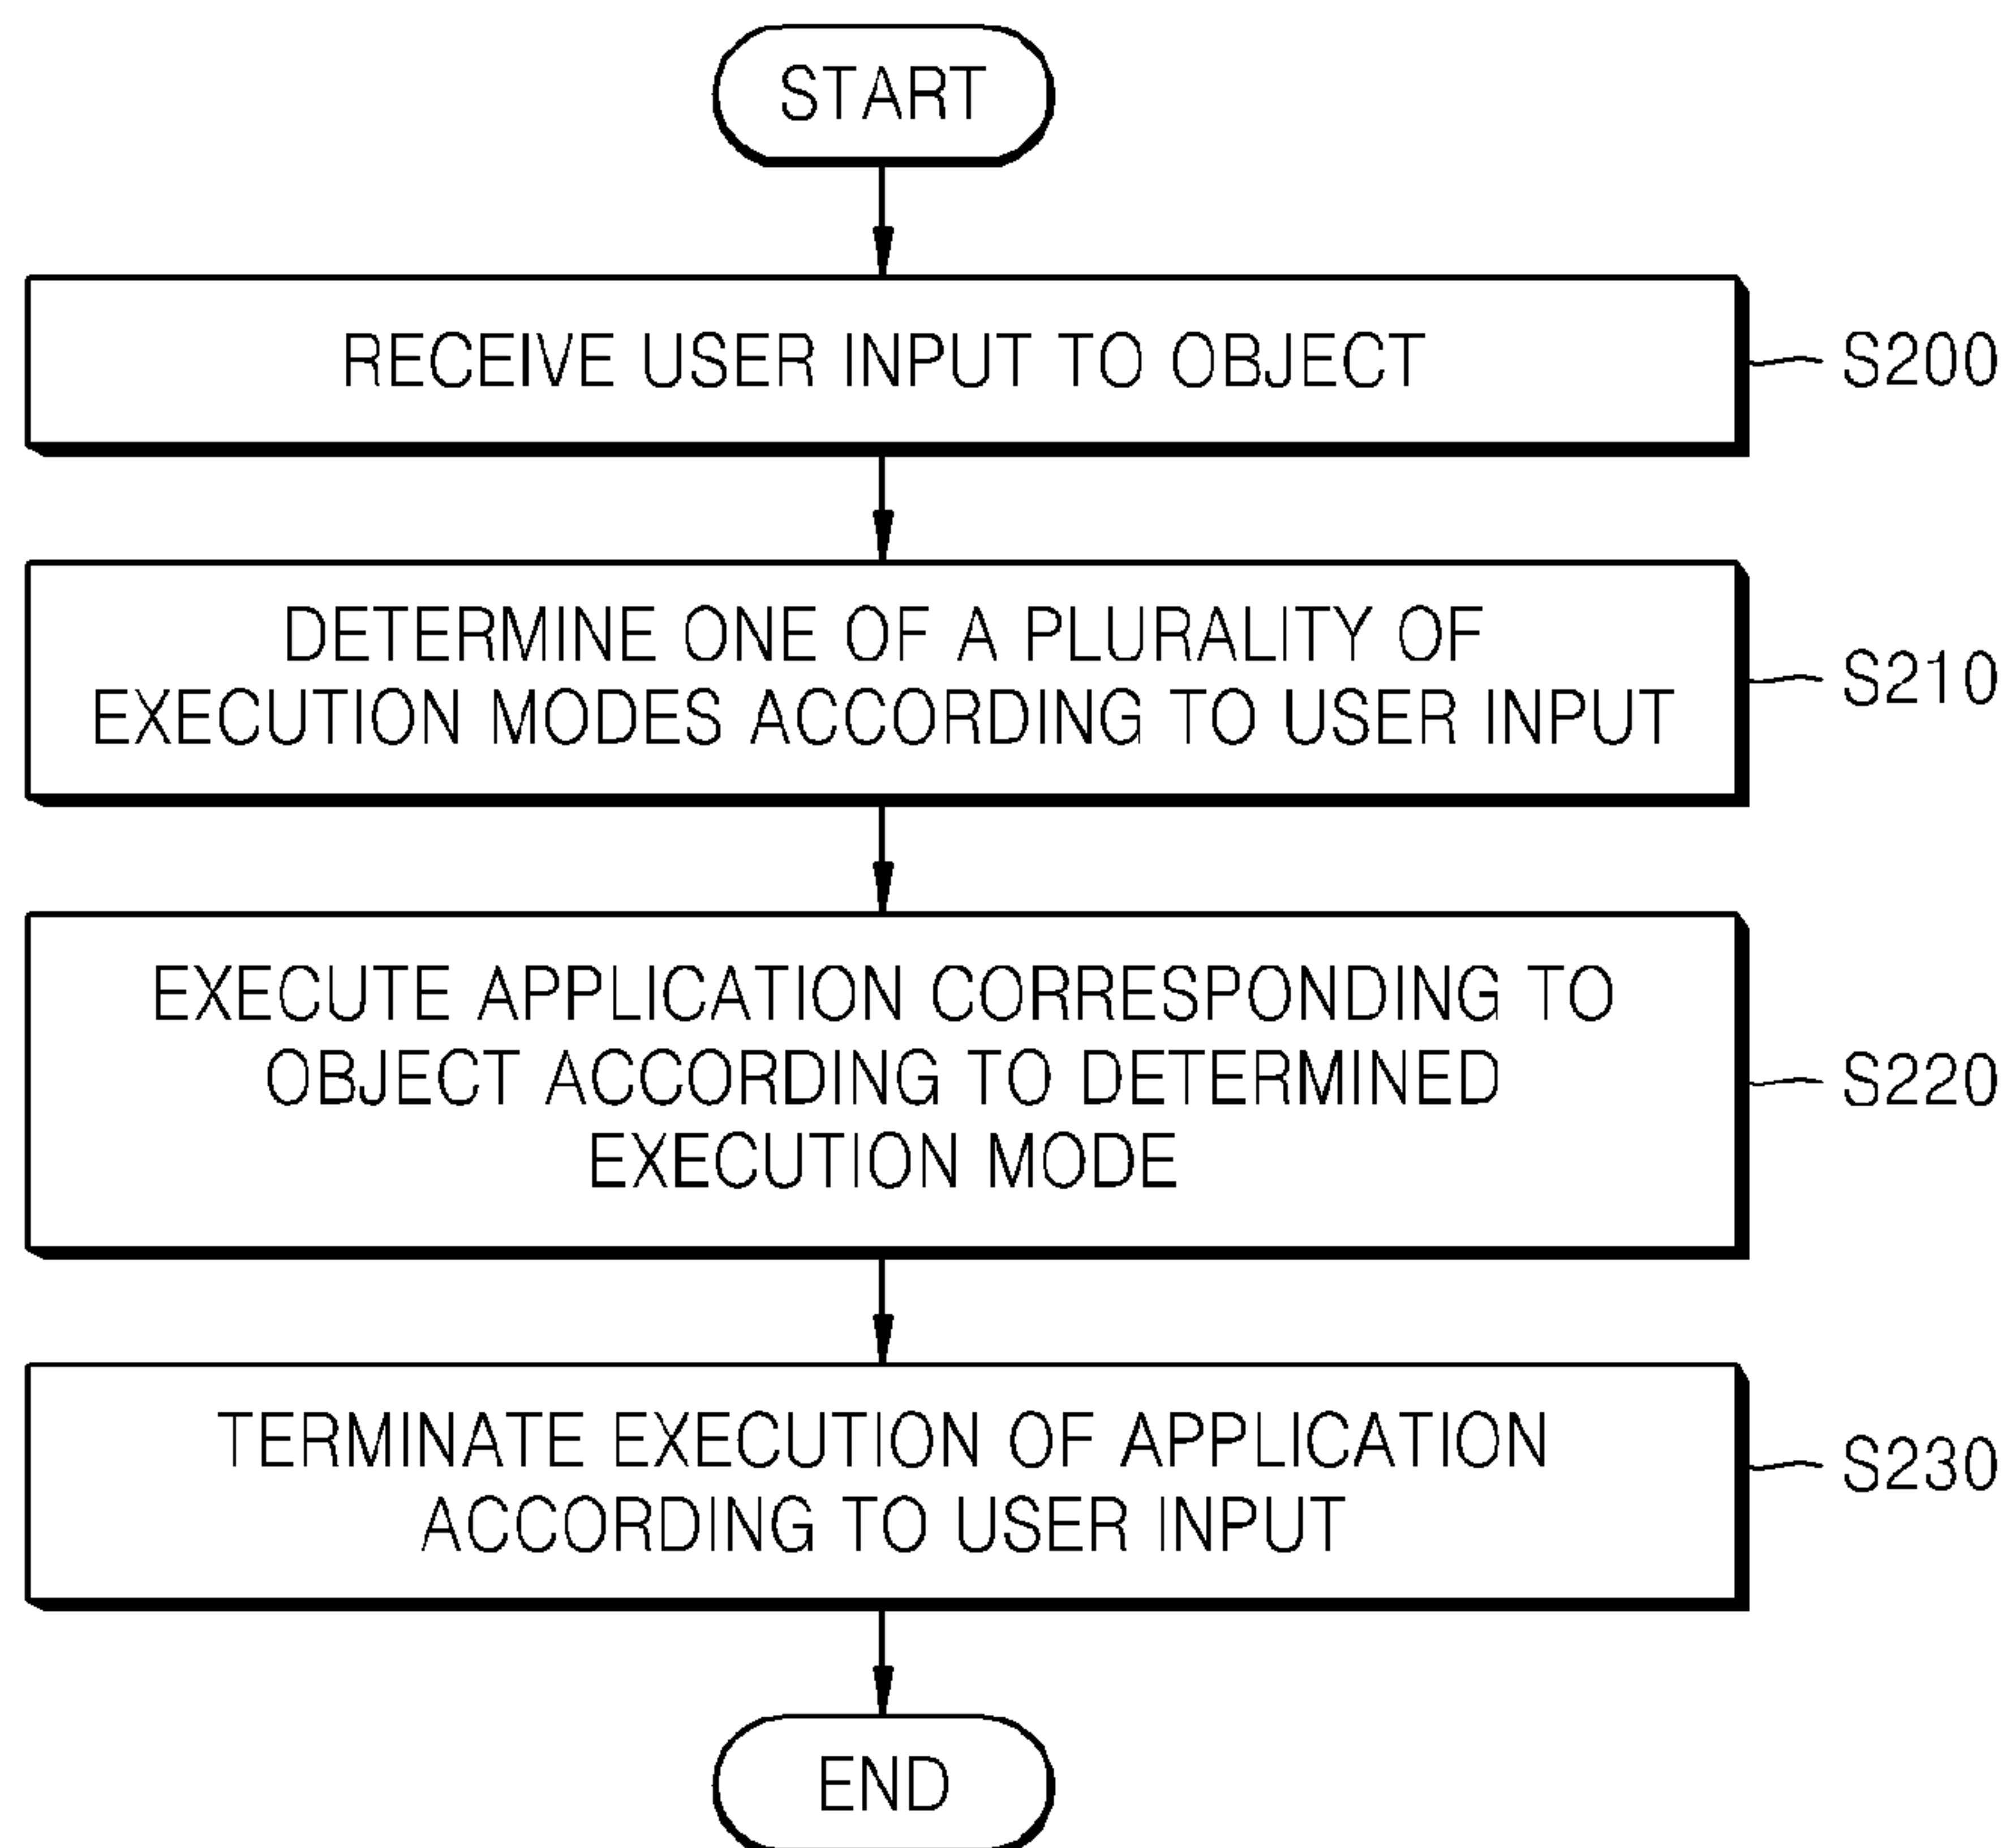 START
RECEIVE USER INPUT TO OBJECT
S200
DETERMINE ONE OF A PLURALITY OF
EXECUTION MODES ACCORDING TO USER INPUT
S210
EXECUTE APPLICATION CORRESPONDING TO
OBJECT ACCORDING TO DETERMINED
EXECUTION MODE
S220
TERMINATE EXECUTION OF APPLICATION
ACCORDING TO USER INPUT
S230
END